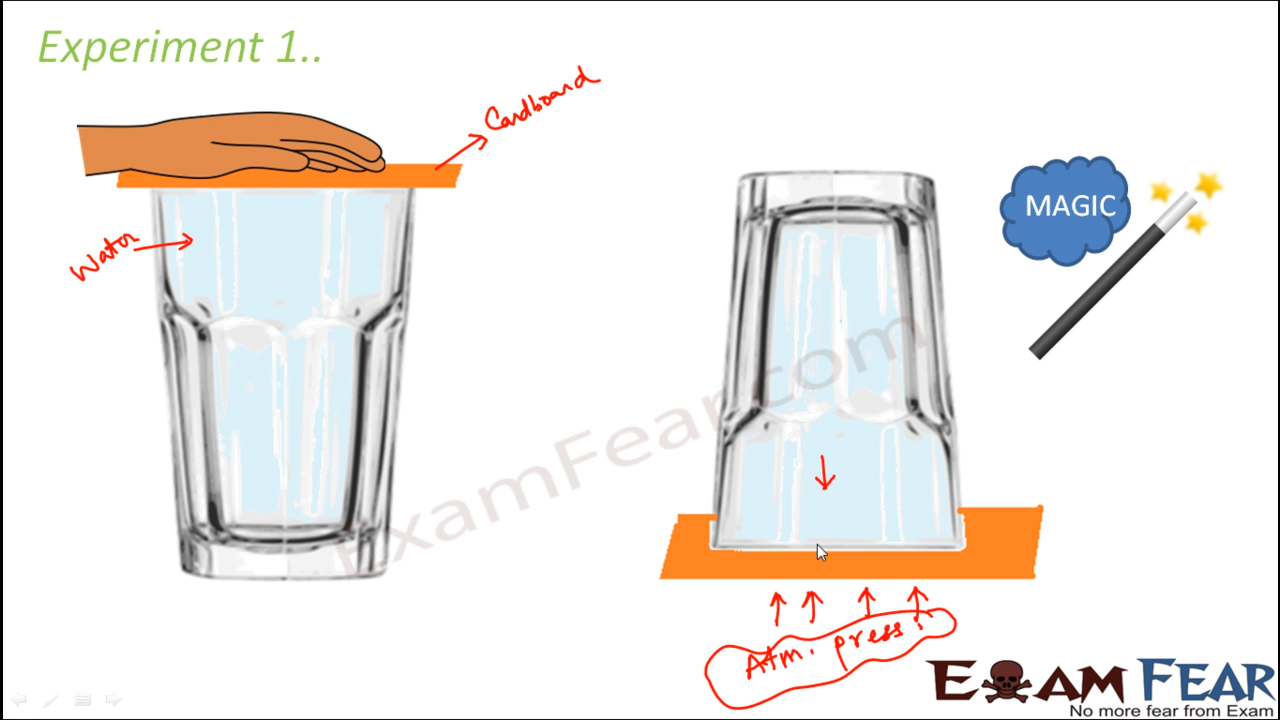 Experiment 1..
Cardboard
Water
MAGIC
ExamFear.com
Atm. press.
EXAM FEAR
No more fear from Exam